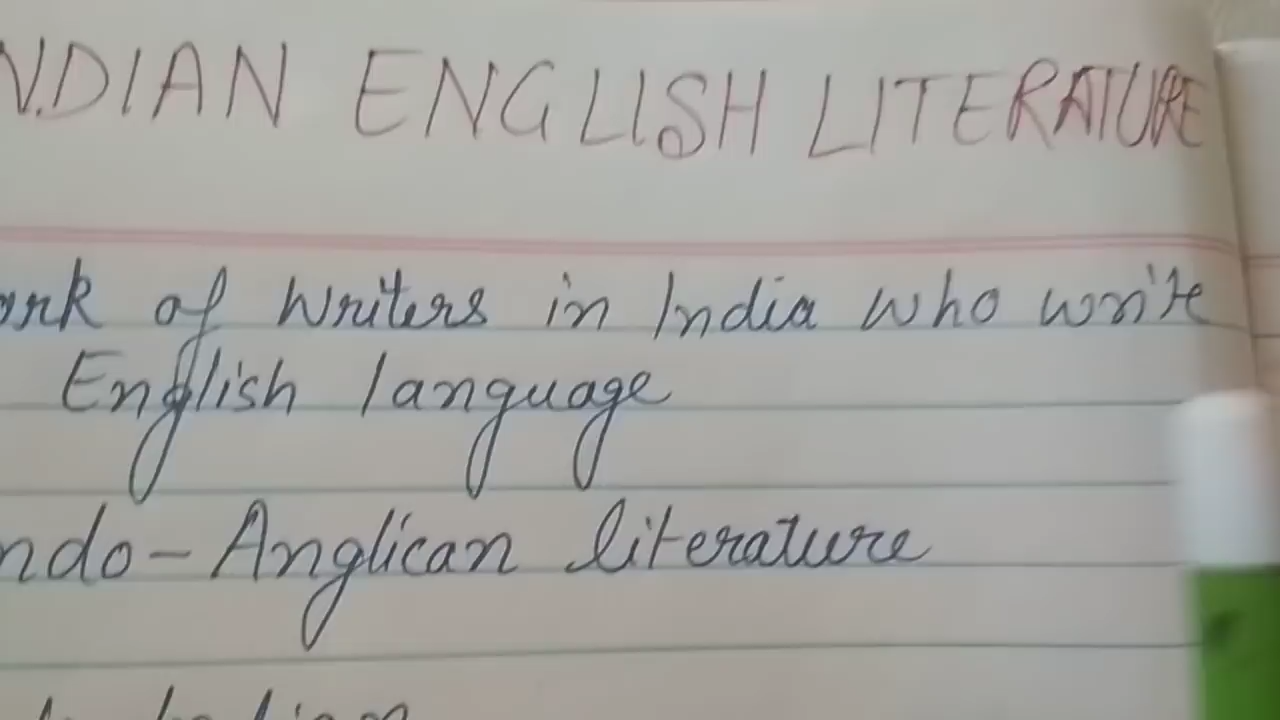 NDIAN ENGLISH LITERATURE
ork of Writers in India who write
English language
ndo-Anglican literature